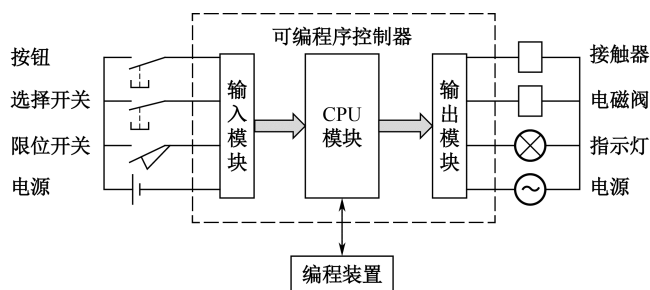 可编程序控制器
按钮
选择开关
限位开关
电源
输入模块
CPU
模块
输出模块
接触器
电磁阀
指示灯
电源
编程装置